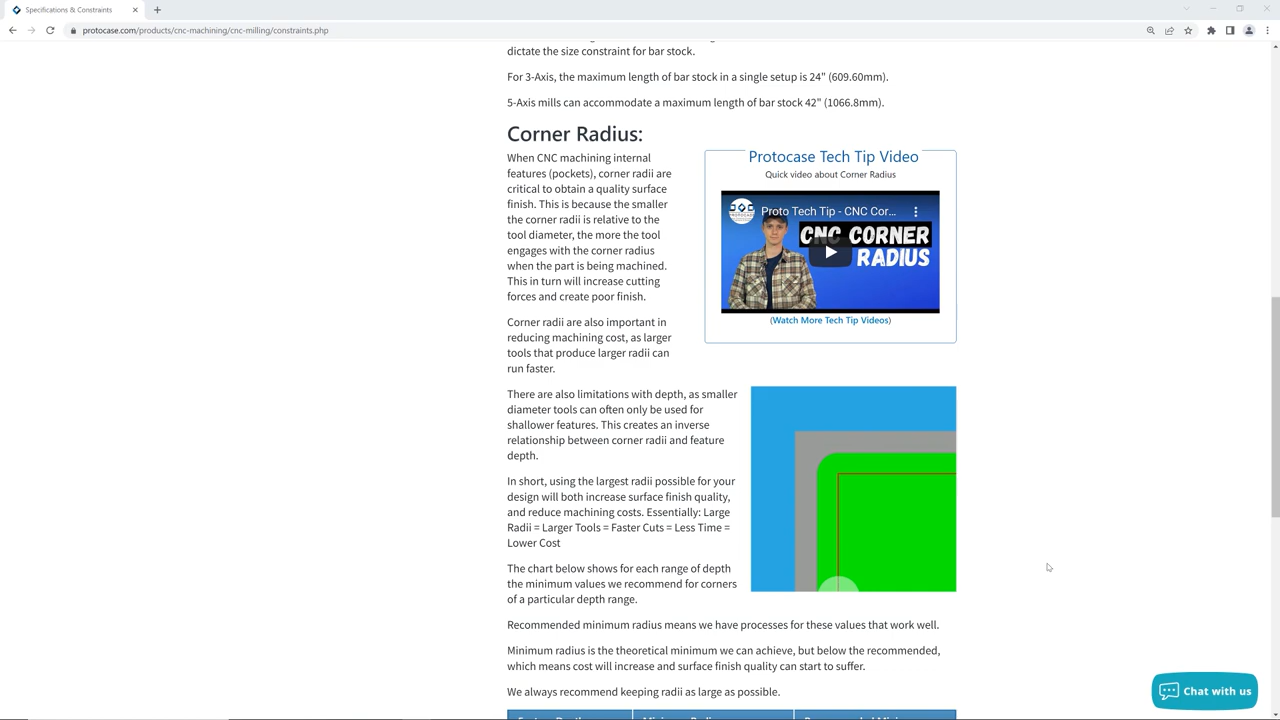 Specifications & Constraints
protocase.com/products/cnc-machining/cnc-milling/constraints.php
dictate the size constraint for bar stock.
For 3-Axis, the maximum length of bar stock in a single setup is 24" (609.60mm).
5-Axis mills can accommodate a maximum length of bar stock 42" (1066.8mm).
Corner Radius:
When CNC machining internal
features (pockets), corner radii are
critical to obtain a quality surface
finish. This is because the smaller
the corner radii is relative to the
tool diameter, the more the tool
engages with the corner radius
when the part is being machined.
This in turn will increase cutting
forces and create poor finish.
Corner radii are also important in
reducing machining cost, as larger
tools that produce larger radii can
run faster.
Protocase Tech Tip Video
Quick video about Corner Radius
Proto Tech Tip - CNC Cor...
CNC CORNER
RADIUS
(Watch More Tech Tip Videos)
There are also limitations with depth, as smaller
diameter tools can often only be used for
shallower features. This creates an inverse
relationship between corner radii and feature
depth.
In short, using the largest radii possible for your
design will both increase surface finish quality,
and reduce machining costs. Essentially: Large
Radii = Larger Tools = Faster Cuts = Less Time =
Lower Cost
The chart below shows for each range of depth
the minimum values we recommend for corners
of a particular depth range.
Recommended minimum radius means we have processes for these values that work well.
Minimum radius is the theoretical minimum we can achieve, but below the recommended,
which means cost will increase and surface finish quality can start to suffer.
We always recommend keeping radii as large as possible.
Chat with us